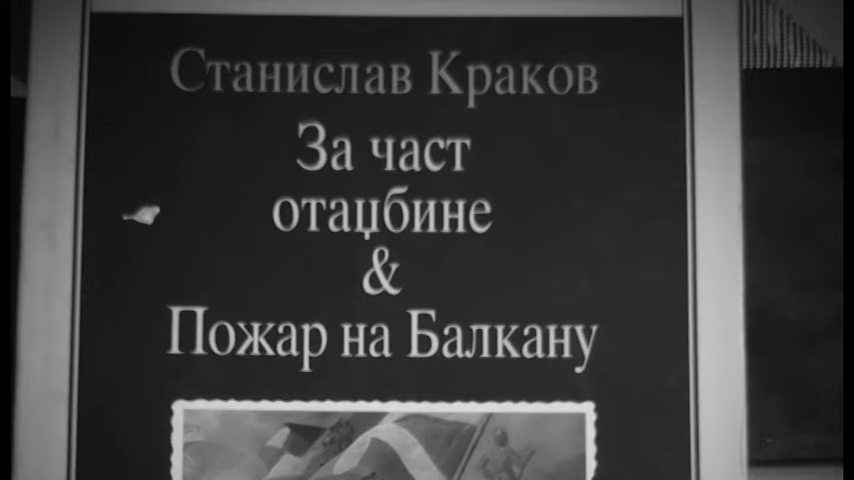 Станислав Краков
За част
отаџбине
&
Пожар на Балкану